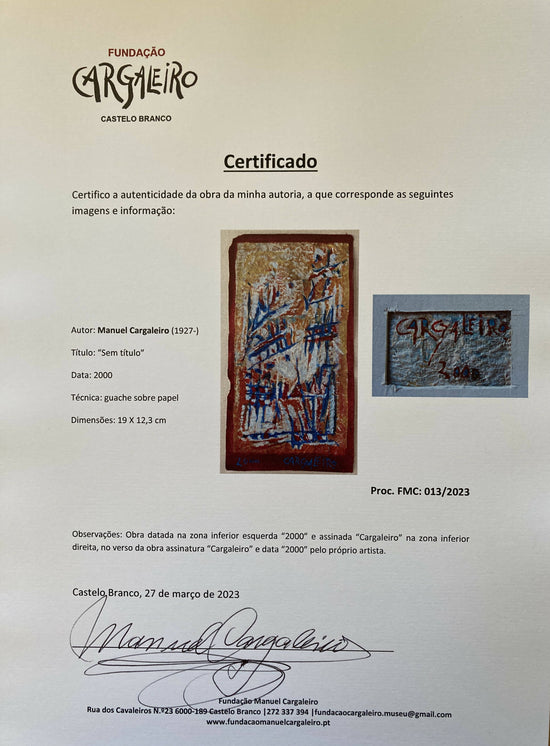 FUNDAÇÃO
CARGALEIRO
CASTELO BRANCO
Certificado
Certifico a autenticidade da obra da minha autoria, a que corresponde as seguintes
imagens e informação:
Autor: Manuel Cargaleiro (1927-)
Título: "Sem título"
Data: 2000
Técnica: guache sobre papel
Dimensões: 19 X 12,3 cm
CARGALEIRO
2000
CARGALEIRO
Proc. FMC: 013/2023
Observações: Obra datada na zona inferior esquerda "2000" e assinada "Cargaleiro" na zona inferior
direita, no verso da obra assinatura "Cargaleiro" e data "2000" pelo próprio artista.
Castelo Branco, 27 de março de 2023
Manuel Cargaleiro
Fundação Manuel Cargaleiro
Rua dos Cavaleiros N.º23 6000-189 Castelo Branco |272 337 394 |fundacaocargaleiro.museu@gmail.com
www.fundacaomanuelcargaleiro.pt